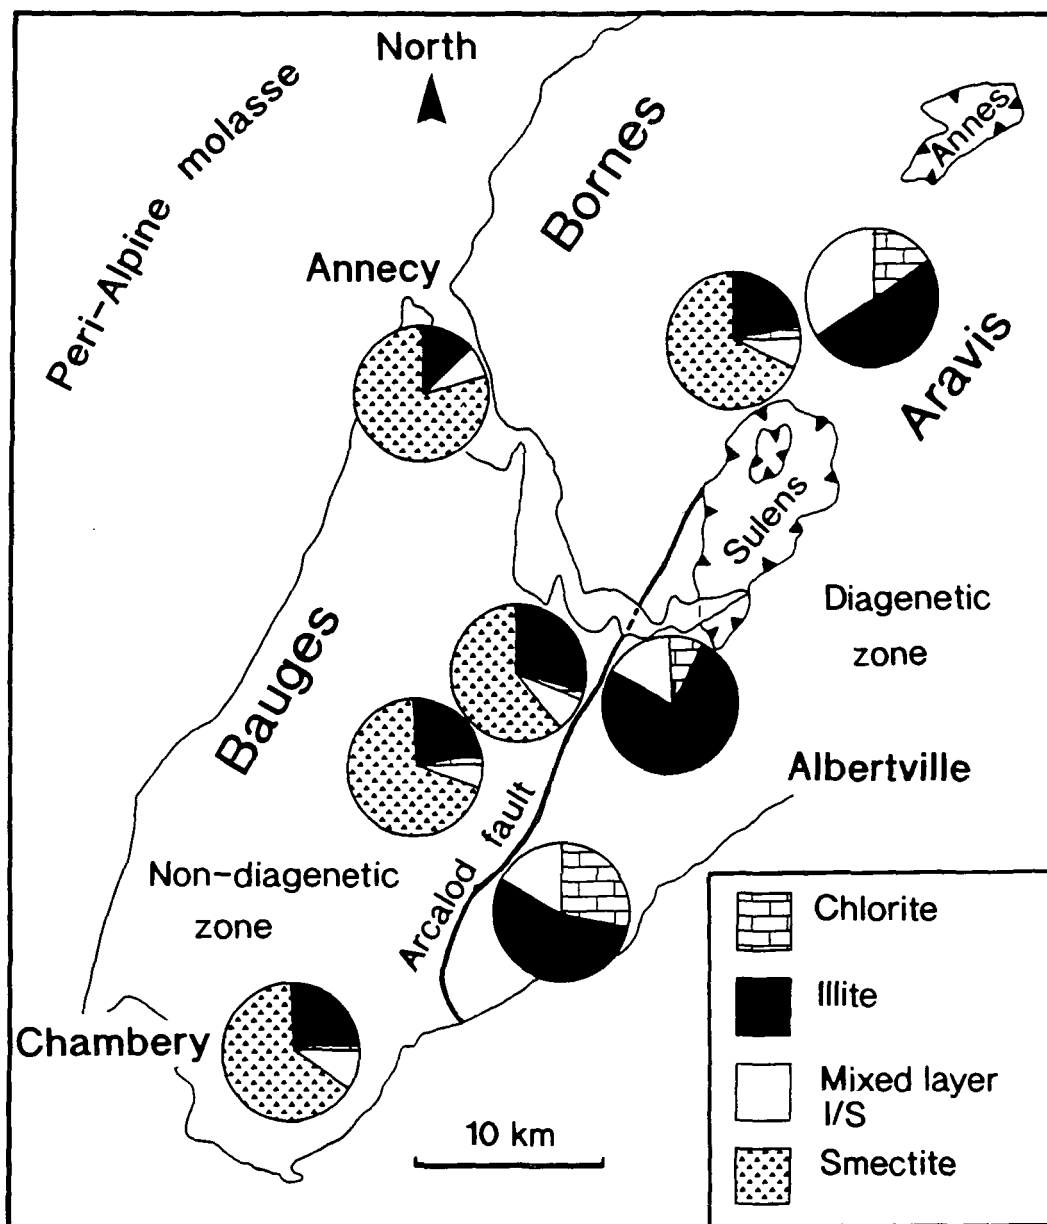 North
Peri-Alpine molasse
Bornes
Annes
Annecy
Aravis
Sulens
Diagenetic
zone
Bauges
Albertville
Arcalod fault
Non-diagenetic
zone
Chambery
10 km
Chlorite
Illite
Mixed layer
I/S
Smectite